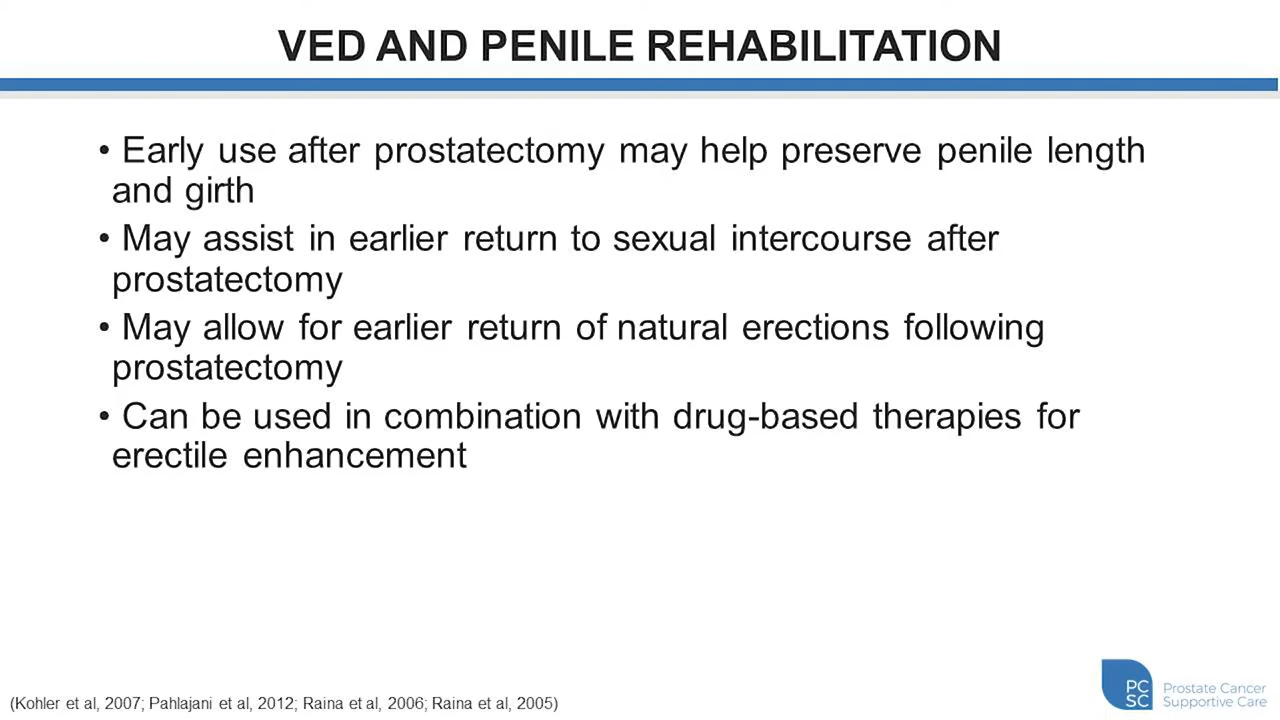 VED AND PENILE REHABILITATION
• Early use after prostatectomy may help preserve penile length
and girth
• May assist in earlier return to sexual intercourse after
prostatectomy
• May allow for earlier return of natural erections following
prostatectomy
• Can be used in combination with drug-based therapies for
erectile enhancement
(Kohler et al, 2007; Pahlajani et al, 2012; Raina et al, 2006; Raina et al, 2005)
PC
SC
Prostate Cancer
Supportive Care